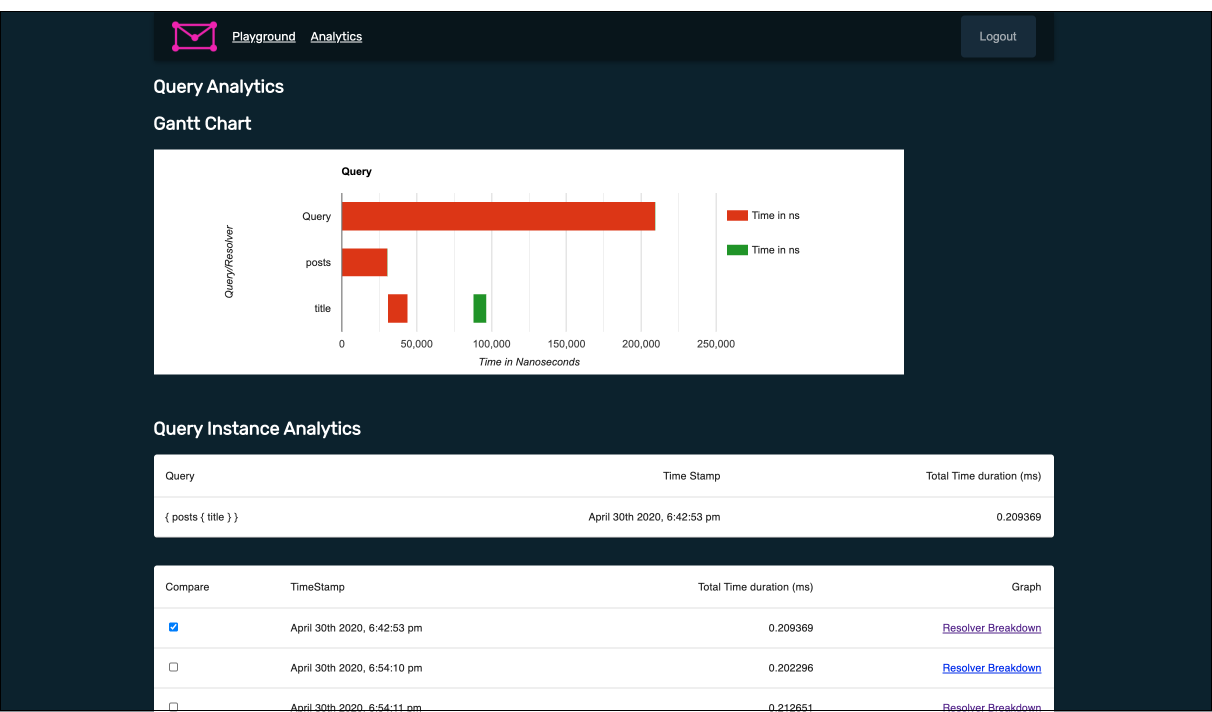 Playground Analytics Logout
Query Analytics
Gantt Chart
Query
Query/Resolver
Query
posts
title
Time in ns
Time in ns
0 50,000 100,000 150,000 200,000 250,000
Time in Nanoseconds
Query Instance Analytics
Query Time Stamp Total Time duration (ms)
{ posts { title } } April 30th 2020, 6:42:53 pm 0.209369
Compare TimeStamp Total Time duration (ms) Graph
April 30th 2020, 6:42:53 pm 0.209369 Resolver Breakdown
April 30th 2020, 6:54:10 pm 0.202296 Resolver Breakdown
April 30th 2020, 6:54:11 pm 0.212651 Resolver Breakdown